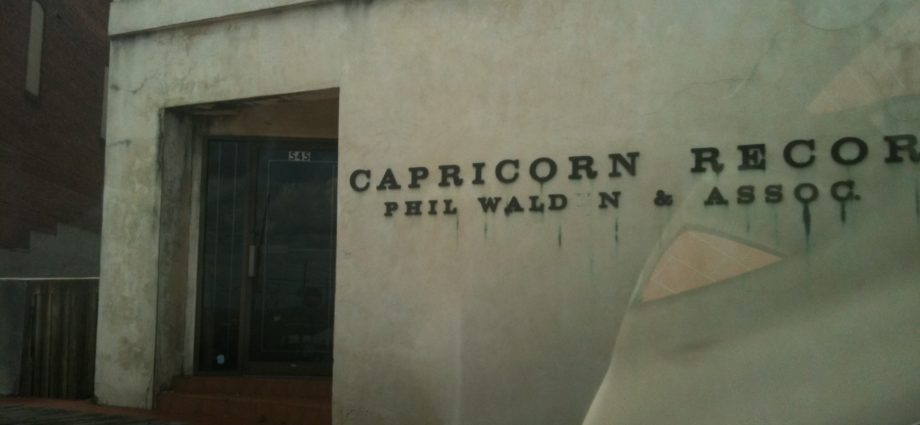 545
CAPRICORN RECOR
PHIL WALD N & ASSOC.